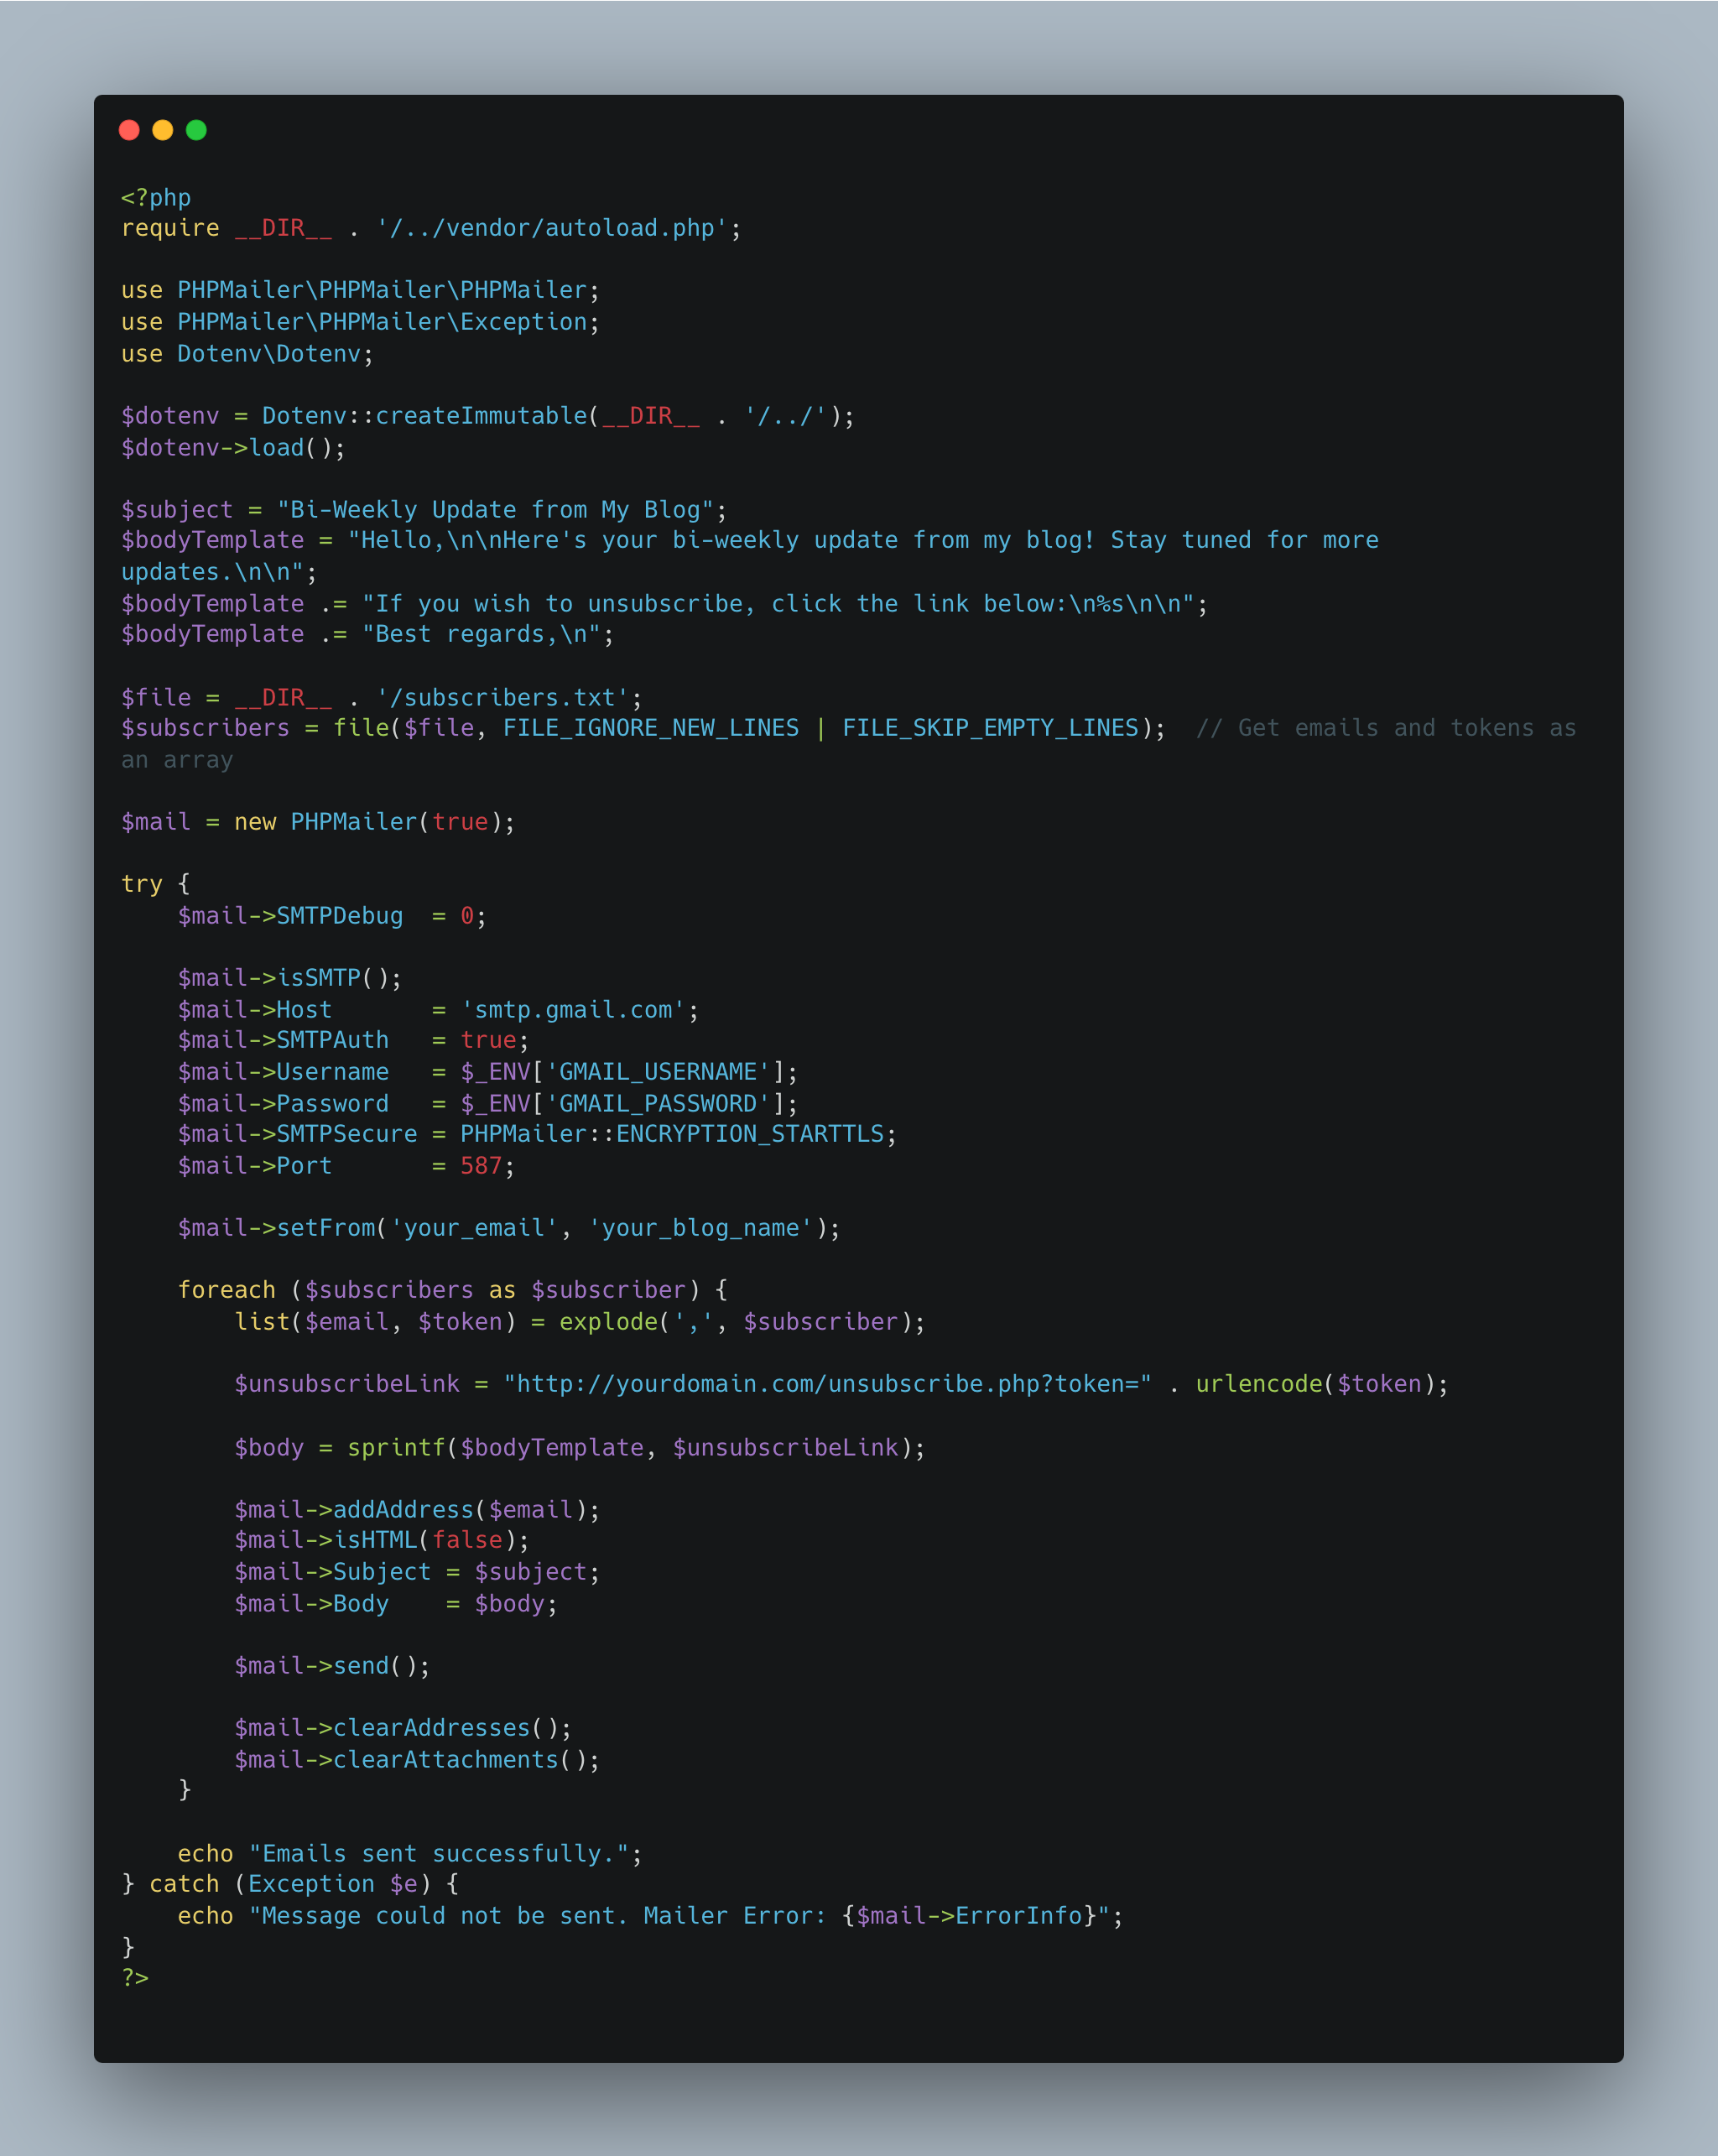 <?php
require __DIR__ . '/../vendor/autoload.php';
use PHPMailer\PHPMailer\PHPMailer;
use PHPMailer\PHPMailer\Exception;
use Dotenv\Dotenv;
$dotenv = Dotenv::createImmutable(__DIR__ . '/../');
$dotenv->load();
$subject = "Bi-Weekly Update from My Blog";
$bodyTemplate = "Hello,\n\nHere's your bi-weekly update from my blog! Stay tuned for more
updates.\n\n";
$bodyTemplate .= "If you wish to unsubscribe, click the link below:\n%s\n\n";
$bodyTemplate .= "Best regards,\n";
$file = __DIR__ . '/subscribers.txt';
$subscribers = file($file, FILE_IGNORE_NEW_LINES | FILE_SKIP_EMPTY_LINES);  // Get emails and tokens as
an array
$mail = new PHPMailer(true);
try {
    $mail->SMTPDebug  = 0;
    $mail->isSMTP();
    $mail->Host       = 'smtp.gmail.com';
    $mail->SMTPAuth   = true;
    $mail->Username   = $_ENV['GMAIL_USERNAME'];
    $mail->Password   = $_ENV['GMAIL_PASSWORD'];
    $mail->SMTPSecure = PHPMailer::ENCRYPTION_STARTTLS;
    $mail->Port       = 587;
    $mail->setFrom('your_email', 'your_blog_name');
    foreach ($subscribers as $subscriber) {
        list($email, $token) = explode(',', $subscriber);
        $unsubscribeLink = "http://yourdomain.com/unsubscribe.php?token=" . urlencode($token);
        $body = sprintf($bodyTemplate, $unsubscribeLink);
        $mail->addAddress($email);
        $mail->isHTML(false);
        $mail->Subject = $subject;
        $mail->Body    = $body;
        $mail->send();
        $mail->clearAddresses();
        $mail->clearAttachments();
    }
    echo "Emails sent successfully.";
} catch (Exception $e) {
    echo "Message could not be sent. Mailer Error: {$mail->ErrorInfo}";
}
?>